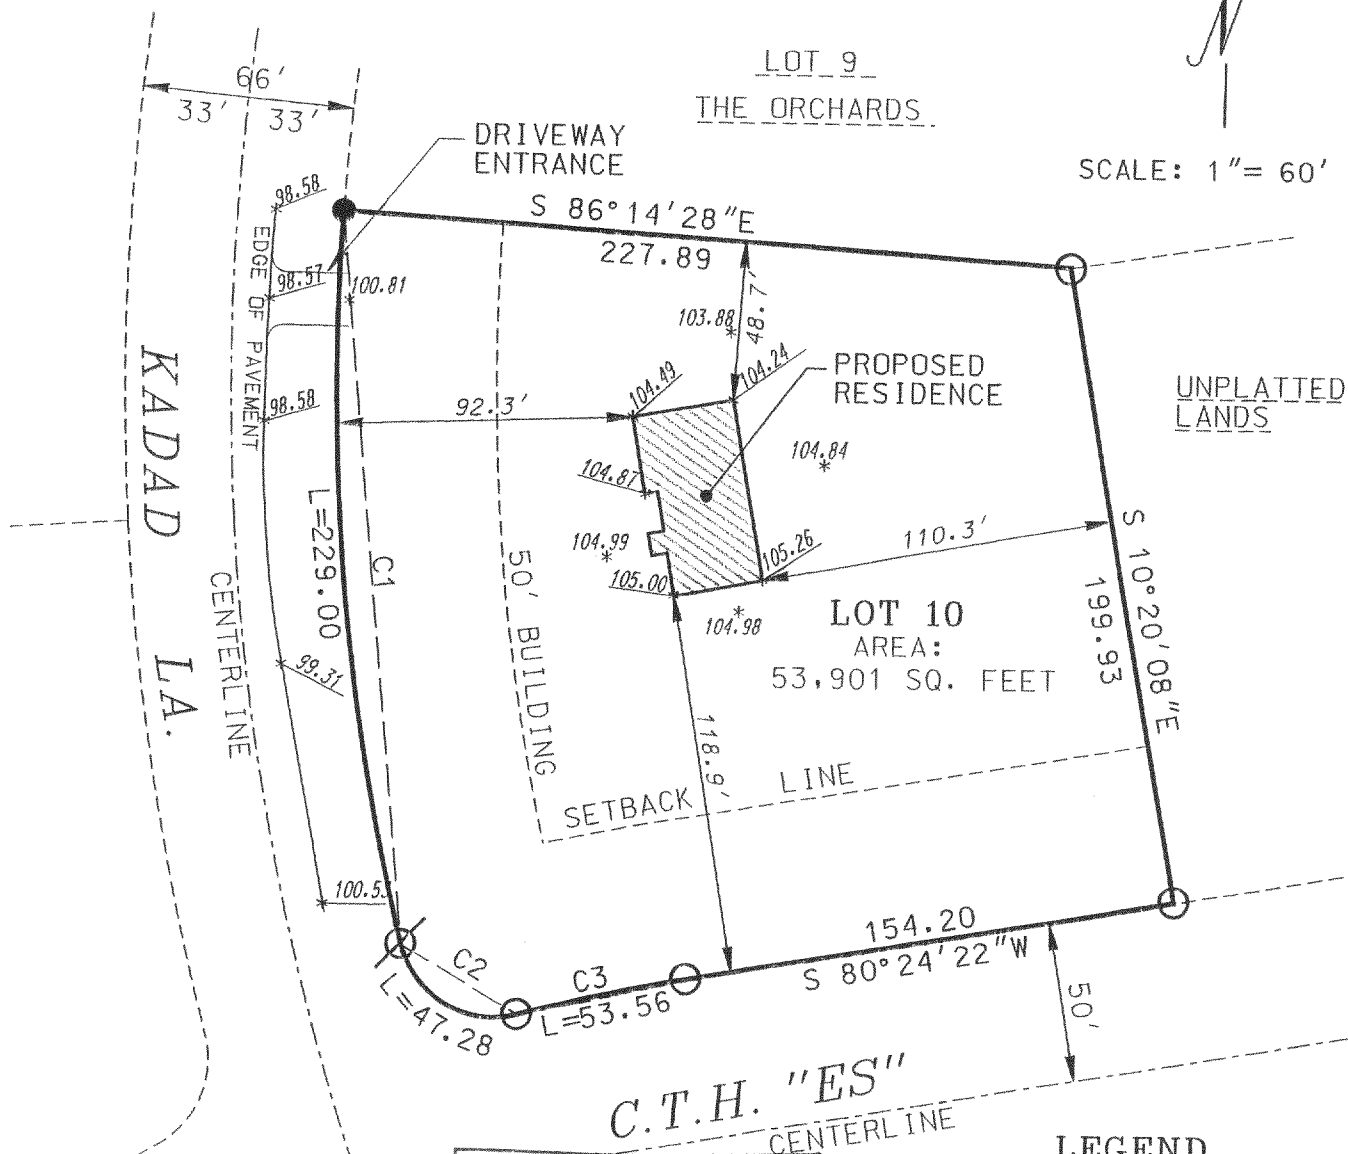 N
LOT 9
THE ORCHARDS
SCALE: 1"= 60'
66'
33' 33'
DRIVEWAY
ENTRANCE
98.58
S 86°14'28"E
227.89
EDGE OF PAVEMENT
98.57
100.81
103.88
48.7'
104.49
104.24
PROPOSED
RESIDENCE
UNPLATTED
LANDS
92.3'
98.58
KADAD LA.
104.87
104.84
L=229.00
C1
104.99
105.26
105.00
104.98
110.3'
S 10°20'08"E
199.93
LOT 10
AREA:
53,901 SQ. FEET
CENTERLINE
99.31
50' BUILDING
SETBACK LINE
118.9'
100.5
C2
L=47.28
C3
L=53.56
154.20
S 80°24'22"W
50'
C.T.H. "ES"
CENTERLINE
LEGEND